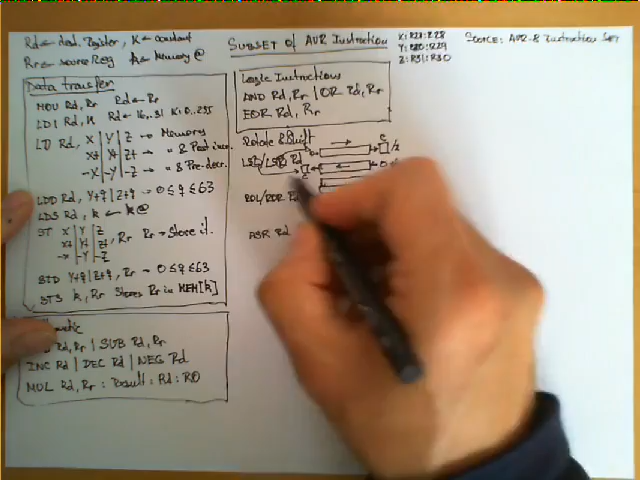 Rd ← dest. Register, K ← constant
Rr ← source Reg k ← Memory @
SUBSET OF AVR Instruction
X: R27:R28
Y: R28:R29
Z: R31:R30
Source: AVR-8 Instruction SET
Data transfer
MOV Rd, Rr Rd ← Rr
LDI Rd, K Rd ← 16..31 K: 0..255
LD Rd, X | Y | Z → Memory
X+ | Y+ | Z+ → " & Post incr.
-X | -Y | -Z → " & Pre-decr.
LDD Rd, Y+q | Z+q → 0 ≤ q ≤ 63
LDS Rd, k ← k@
ST X | Y | Z
X+ | Y+ | Z+, Rr Rr → Store it.
-X | -Y | -Z
STD Y+q | Z+q, Rr → 0 ≤ q ≤ 63
STS k, Rr Stores Rr in MEM[k]
Rd, Rr | SUB Rd, Rr
INC Rd | DEC Rd | NEG Rd
MUL Rd, Rr : Result : R1 : R0
Logic Instructions
AND Rd, Rr | OR Rd, Rr
EOR Rd, Rr
Rotate & Shift
LSL/LSR Rd
C
/2
0
C
ROL/ROR Rd
ASR Rd